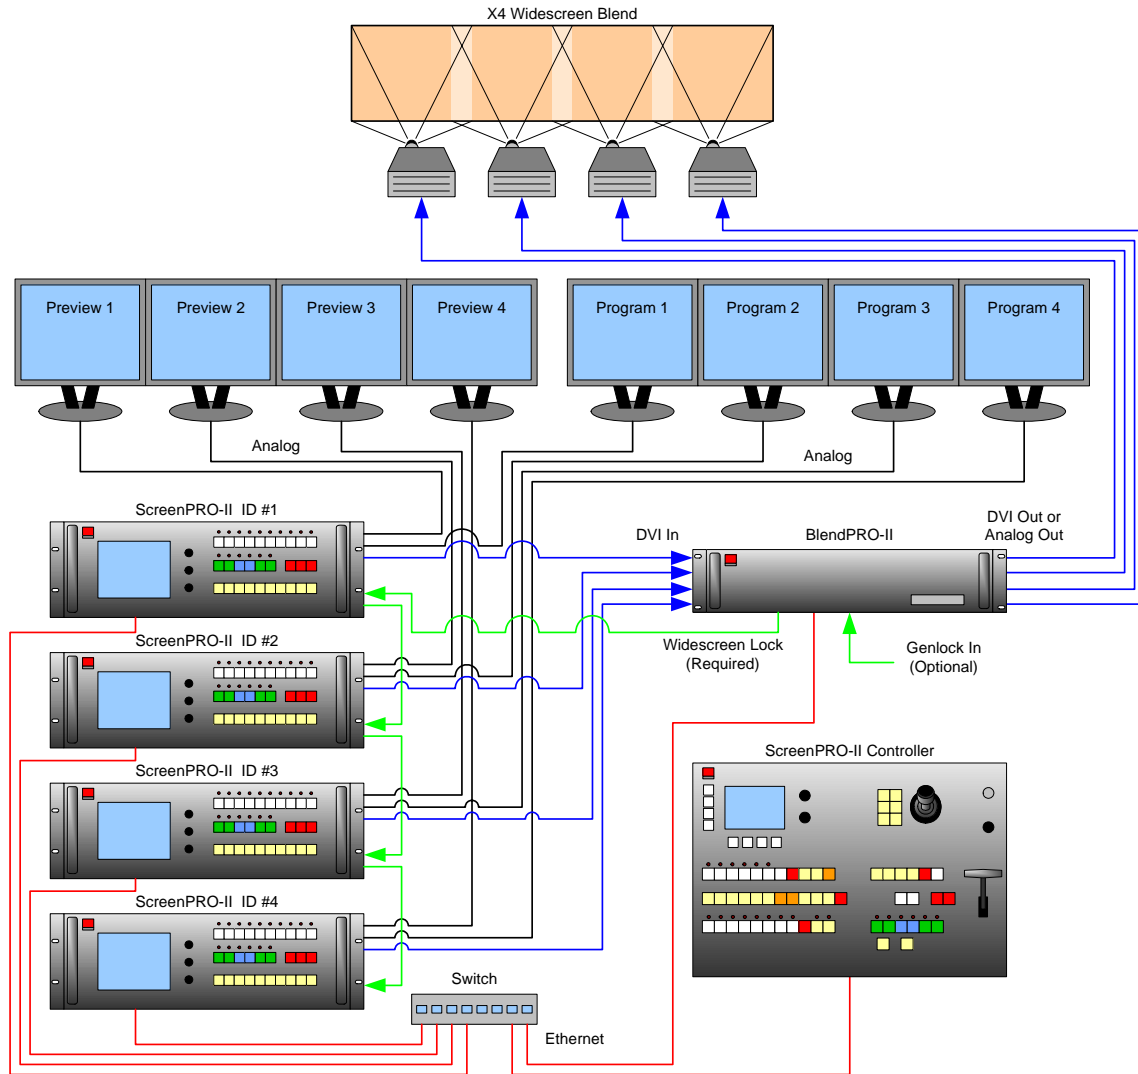 X4 Widescreen Blend
Preview 1
Preview 2
Preview 3
Preview 4
Program 1
Program 2
Program 3
Program 4
Analog
Analog
ScreenPRO-II  ID #1
DVI In
BlendPRO-II
DVI Out or
Analog Out
ScreenPRO-II  ID #2
Widescreen Lock
(Required)
Genlock In
(Optional)
ScreenPRO-II Controller
ScreenPRO-II  ID #3
ScreenPRO-II  ID #4
Switch
Ethernet